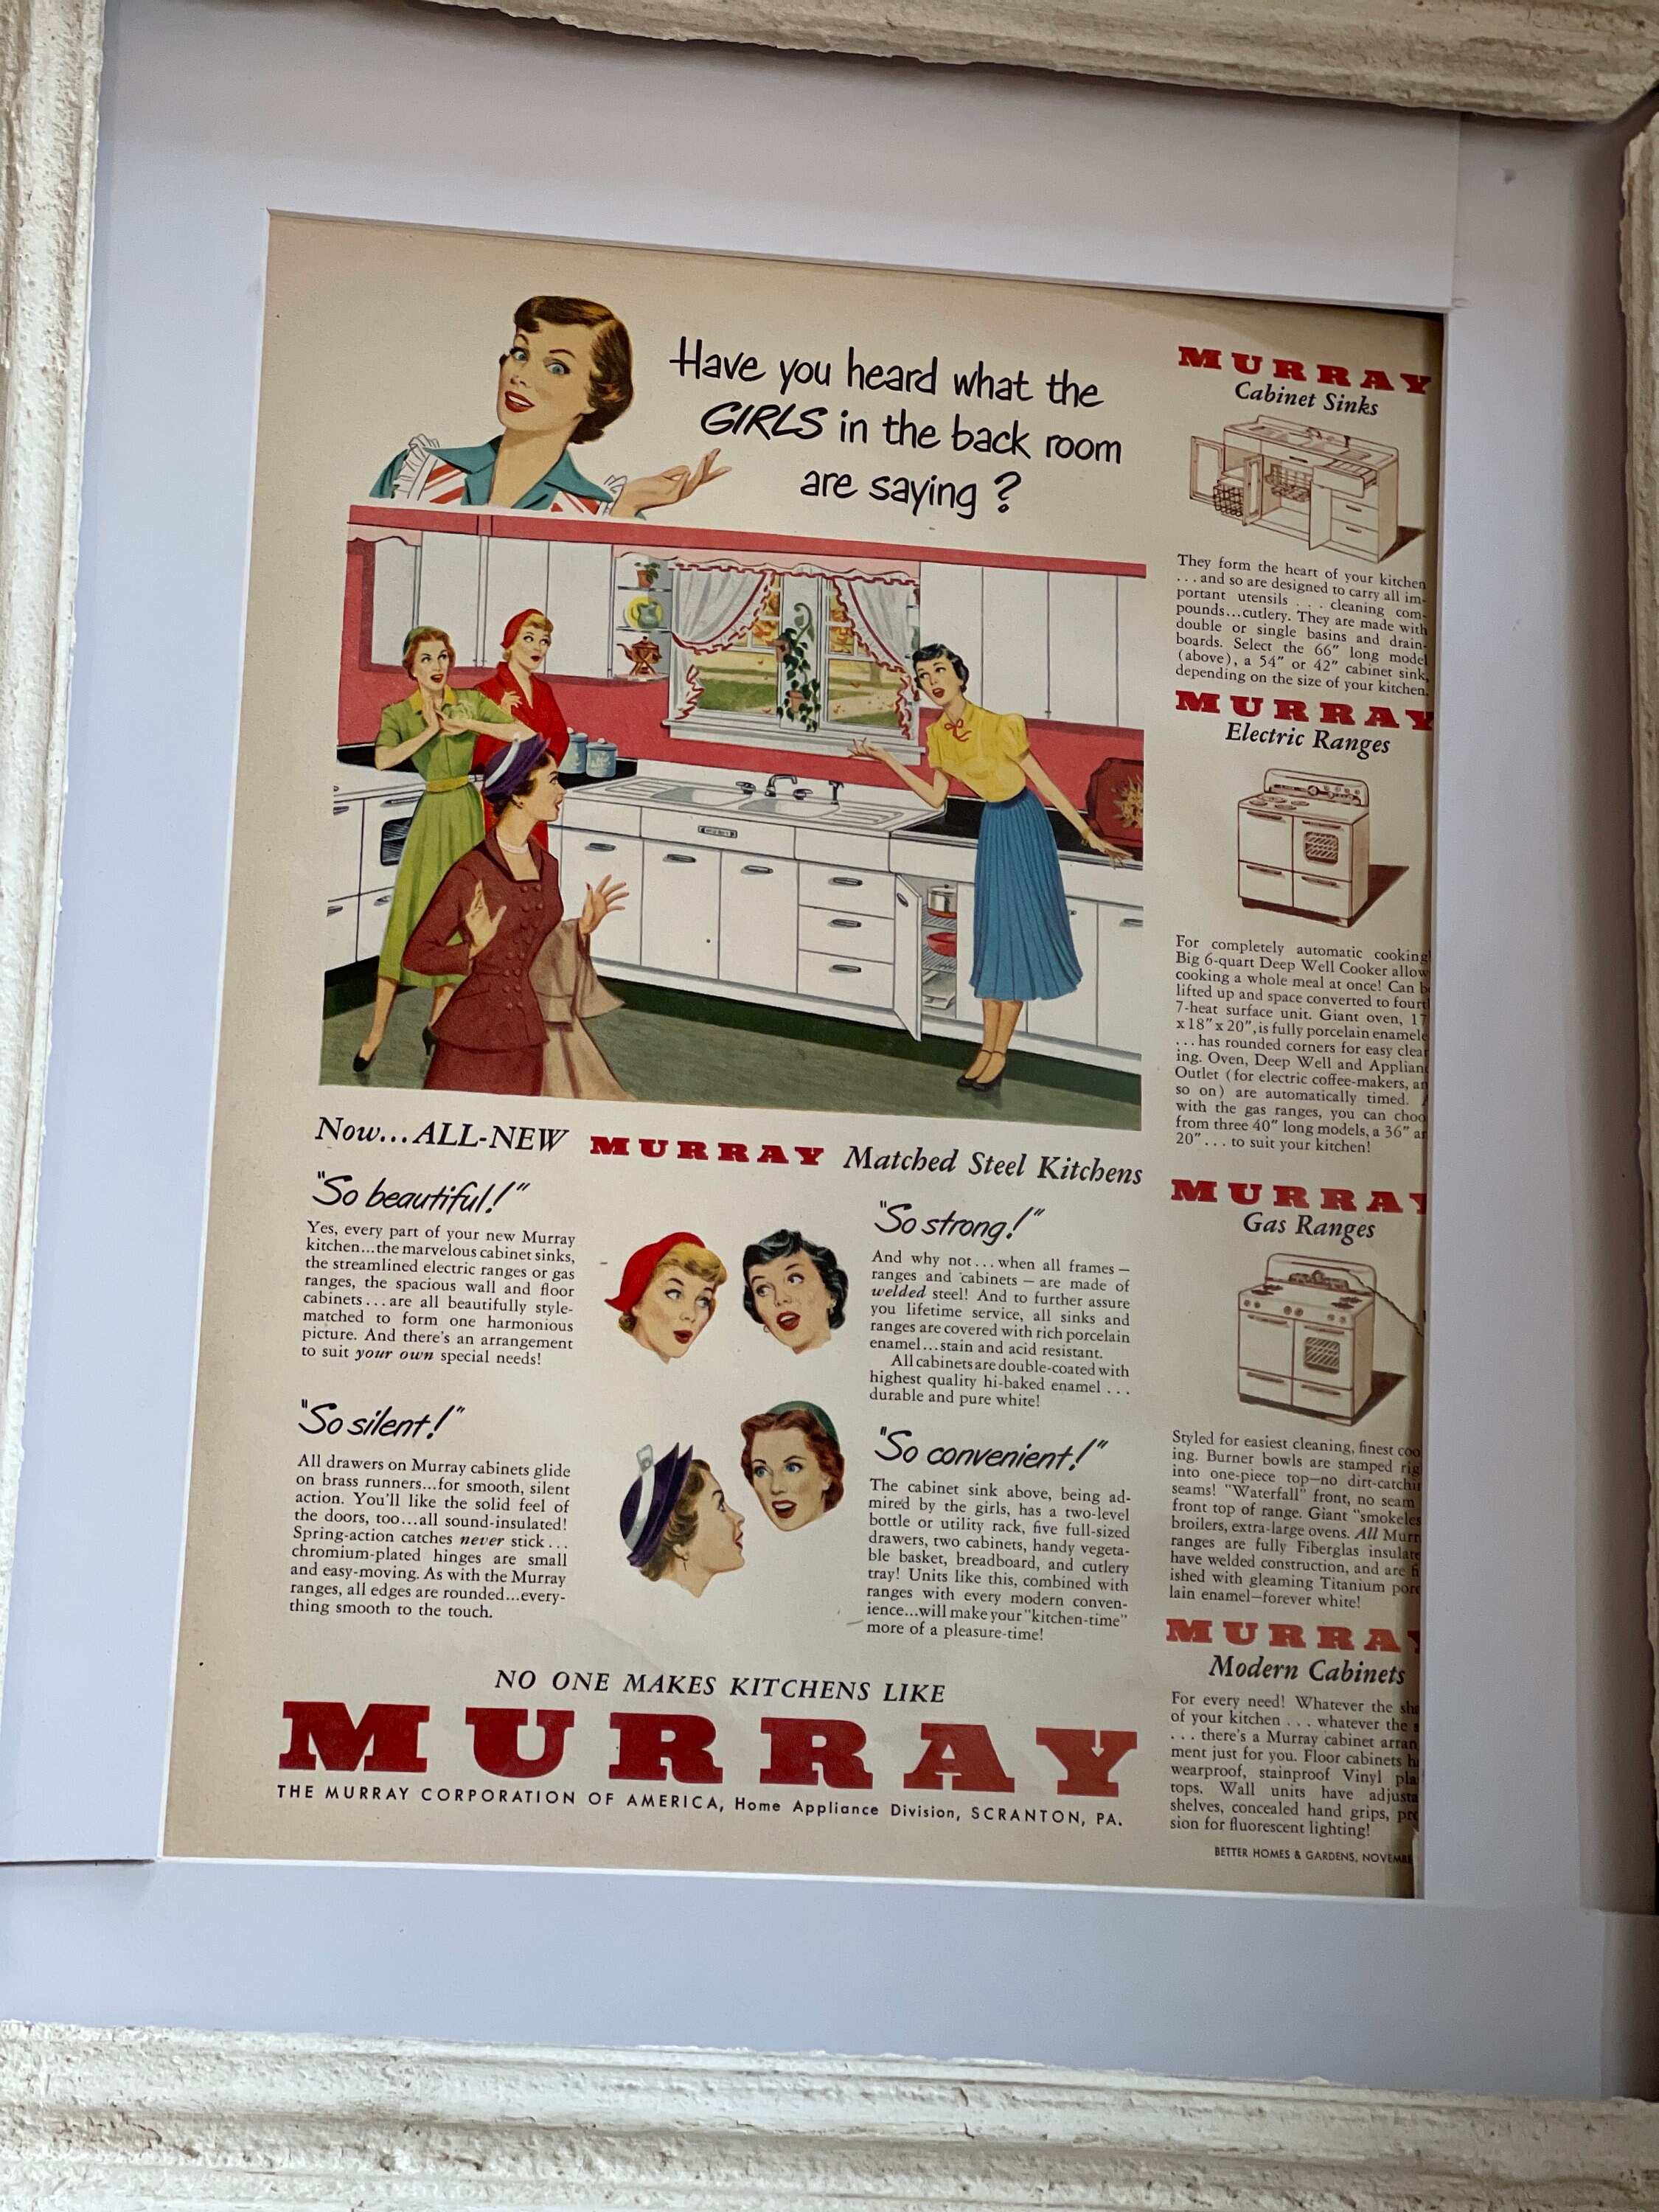 Have you heard what the
GIRLS in the back room
are saying?
Now...ALL-NEW MURRAY Matched Steel Kitchens
"So beautiful!"
Yes, every part of your new Murray
kitchen...the marvelous cabinet sinks,
the streamlined electric ranges or gas
ranges, the spacious wall and floor
cabinets...are all beautifully style-
matched to form one harmonious
picture. And there's an arrangement
to suit your own special needs!
"So silent!"
All drawers on Murray cabinets glide
on brass runners...for smooth, silent
action. You'll like the solid feel of
the doors, too...all sound-insulated!
Spring-action catches never stick...
chromium-plated hinges are small
and easy-moving. As with the Murray
ranges, all edges are rounded...every-
thing smooth to the touch.
"So strong!"
And why not...when all frames—
ranges and cabinets — are made of
welded steel! And to further assure
you lifetime service, all sinks and
ranges are covered with rich porcelain
enamel...stain and acid resistant.
All cabinets are double-coated with
highest quality hi-baked enamel...
durable and pure white!
"So convenient!"
The cabinet sink above, being ad-
mired by the girls, has a two-level
bottle or utility rack, five full-sized
drawers, two cabinets, handy vegeta-
ble basket, breadboard, and cutlery
tray! Units like this, combined with
ranges with every modern conven-
ience...will make your "kitchen-time"
more of a pleasure-time!
NO ONE MAKES KITCHENS LIKE
MURRAY
THE MURRAY CORPORATION OF AMERICA, Home Appliance Division, SCRANTON, PA.
MURRAY
Cabinet Sinks
They form the heart of your kitchen
...and so are designed to carry all im-
portant utensils . . . cleaning com-
pounds...cutlery. They are made with
double or single basins and drain-
boards. Select the 66" long model
(above), a 54" or 42" cabinet sink,
depending on the size of your kitchen.
MURRAY
Electric Ranges
For completely automatic cooking!
Big 6-quart Deep Well Cooker allow
cooking a whole meal at once! Can b
lifted up and space converted to fourt
7-heat surface unit. Giant oven, 17
x 18" x 20", is fully porcelain enamele
...has rounded corners for easy clea
ing. Oven, Deep Well and Applian
Outlet (for electric coffee-makers, an
so on) are automatically timed.
with the gas ranges, you can choo
from three 40" long models, a 36" an
20"...to suit your kitchen!
MURRAY
Gas Ranges
Styled for easiest cleaning, finest coo
ing. Burner bowls are stamped rig
into one-piece top—no dirt-catchi
seams! "Waterfall" front, no seam
front top of range. Giant "smokeles
broilers, extra-large ovens. All Murr
ranges are fully Fiberglas insulate
have welded construction, and are fi
ished with gleaming Titanium porc
lain enamel—forever white!
MURRAY
Modern Cabinets
For every need! Whatever the sha
of your kitchen . . . whatever the s
. . . there's a Murray cabinet arran
ment just for you. Floor cabinets h
wearproof, stainproof Vinyl pla
tops. Wall units have adjusta
shelves, concealed hand grips, pro
sion for fluorescent lighting!
BETTER HOMES & GARDENS, NOVEMBE